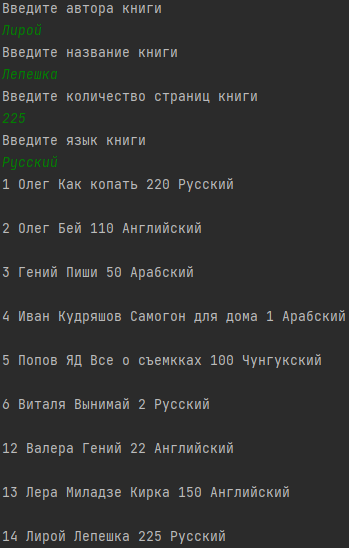 Введите автора книги
Лирой
Введите название книги
Лепешка
Введите количество страниц книги
225
Введите язык книги
Русский
1 Олег Как копать 220 Русский
2 Олег Бей 110 Английский
3 Гений Пиши 50 Арабский
4 Иван Кудряшов Самогон для дома 1 Арабский
5 Попов ЯД Все о съемкках 100 Чунгукский
6 Виталя Вынимай 2 Русский
12 Валера Гений 22 Английский
13 Лера Миладзе Кирка 150 Английский
14 Лирой Лепешка 225 Русский